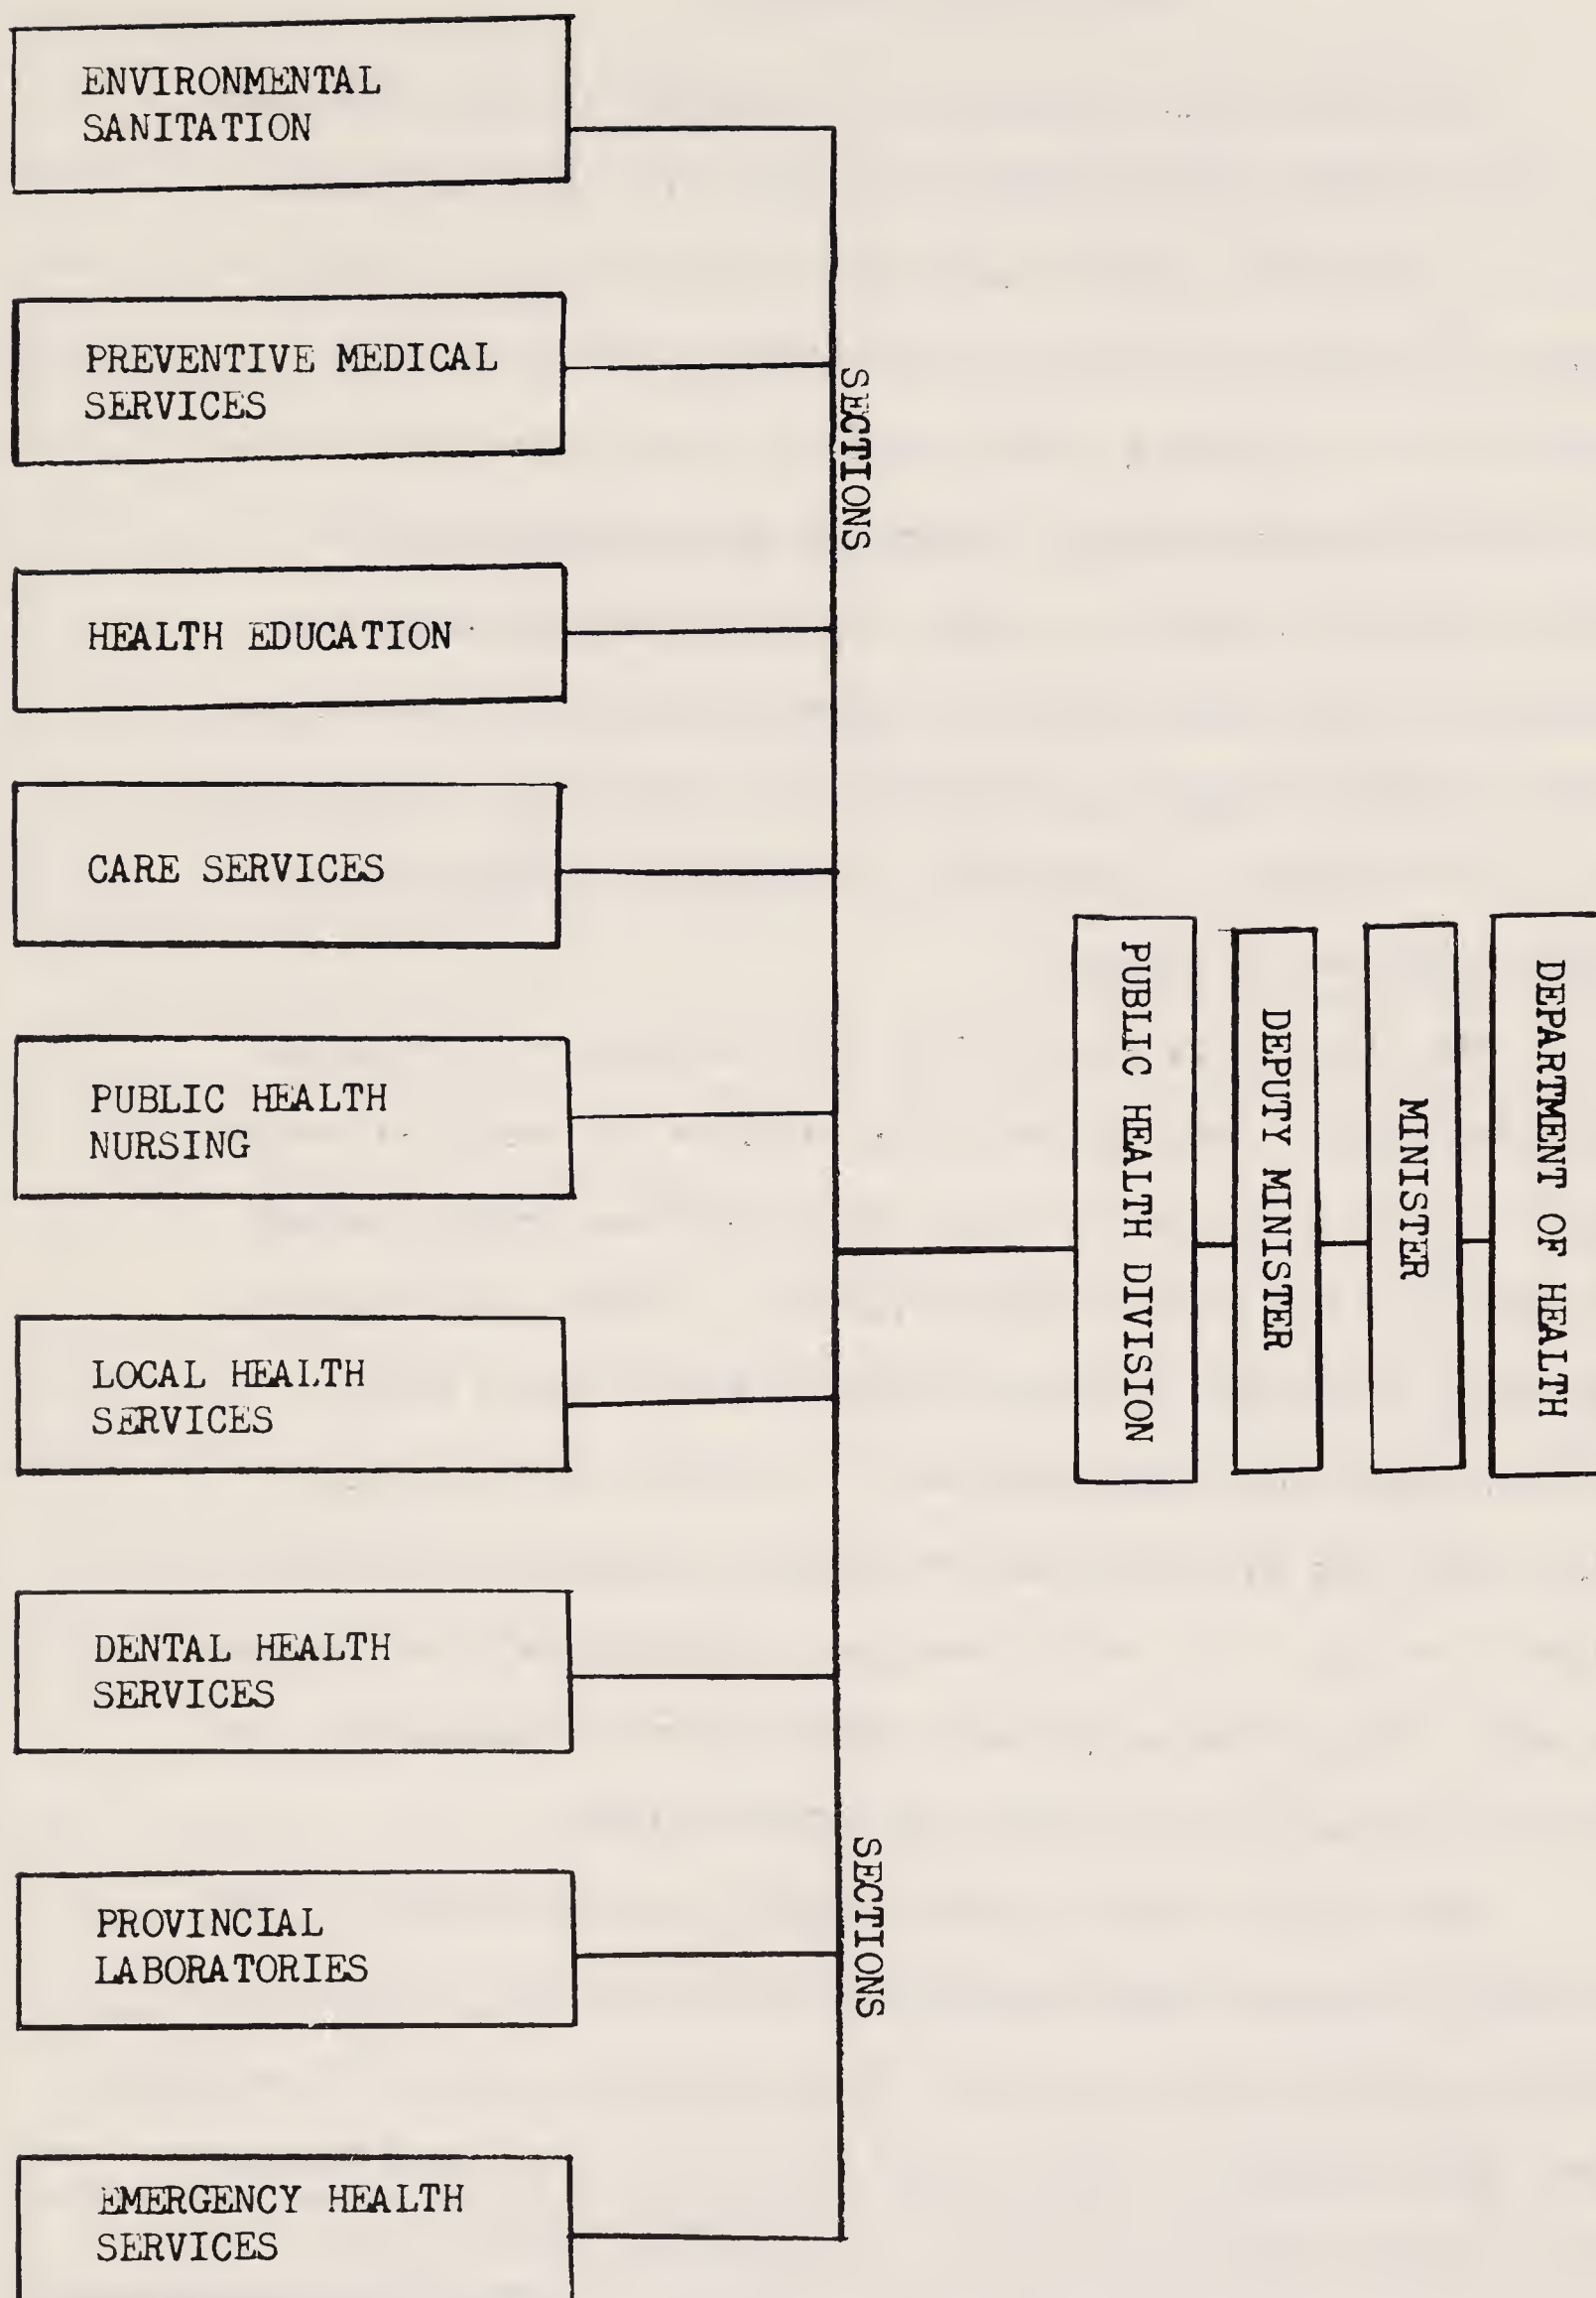 DEPARTMENT OF HEALTH
MINISTER
DEPUTY MINISTER
PUBLIC HEALTH DIVISION
SECTIONS
SECTIONS
ENVIRONMENTAL
SANITATION
PREVENTIVE MEDICAL
SERVICES
HEALTH EDUCATION
CARE SERVICES
PUBLIC HEALTH
NURSING
LOCAL HEALTH
SERVICES
DENTAL HEALTH
SERVICES
PROVINCIAL
LABORATORIES
EMERGENCY HEALTH
SERVICES